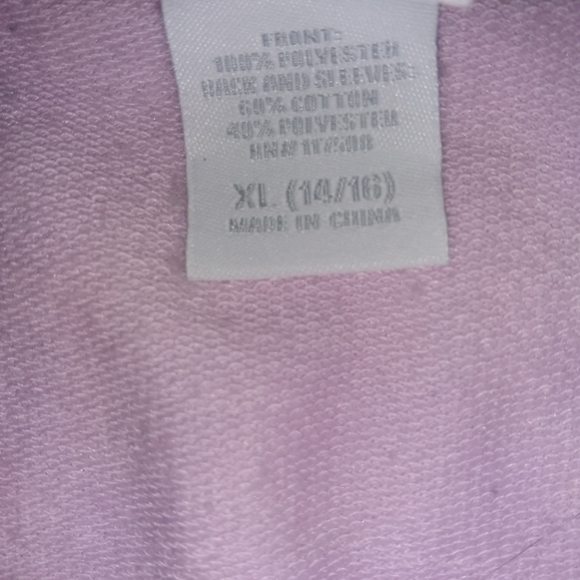 FRONT:
100% POLYESTER
BACK AND SLEEVES:
60% COTTON
40% POLYESTER
XL (14/16)
MADE IN CHINA